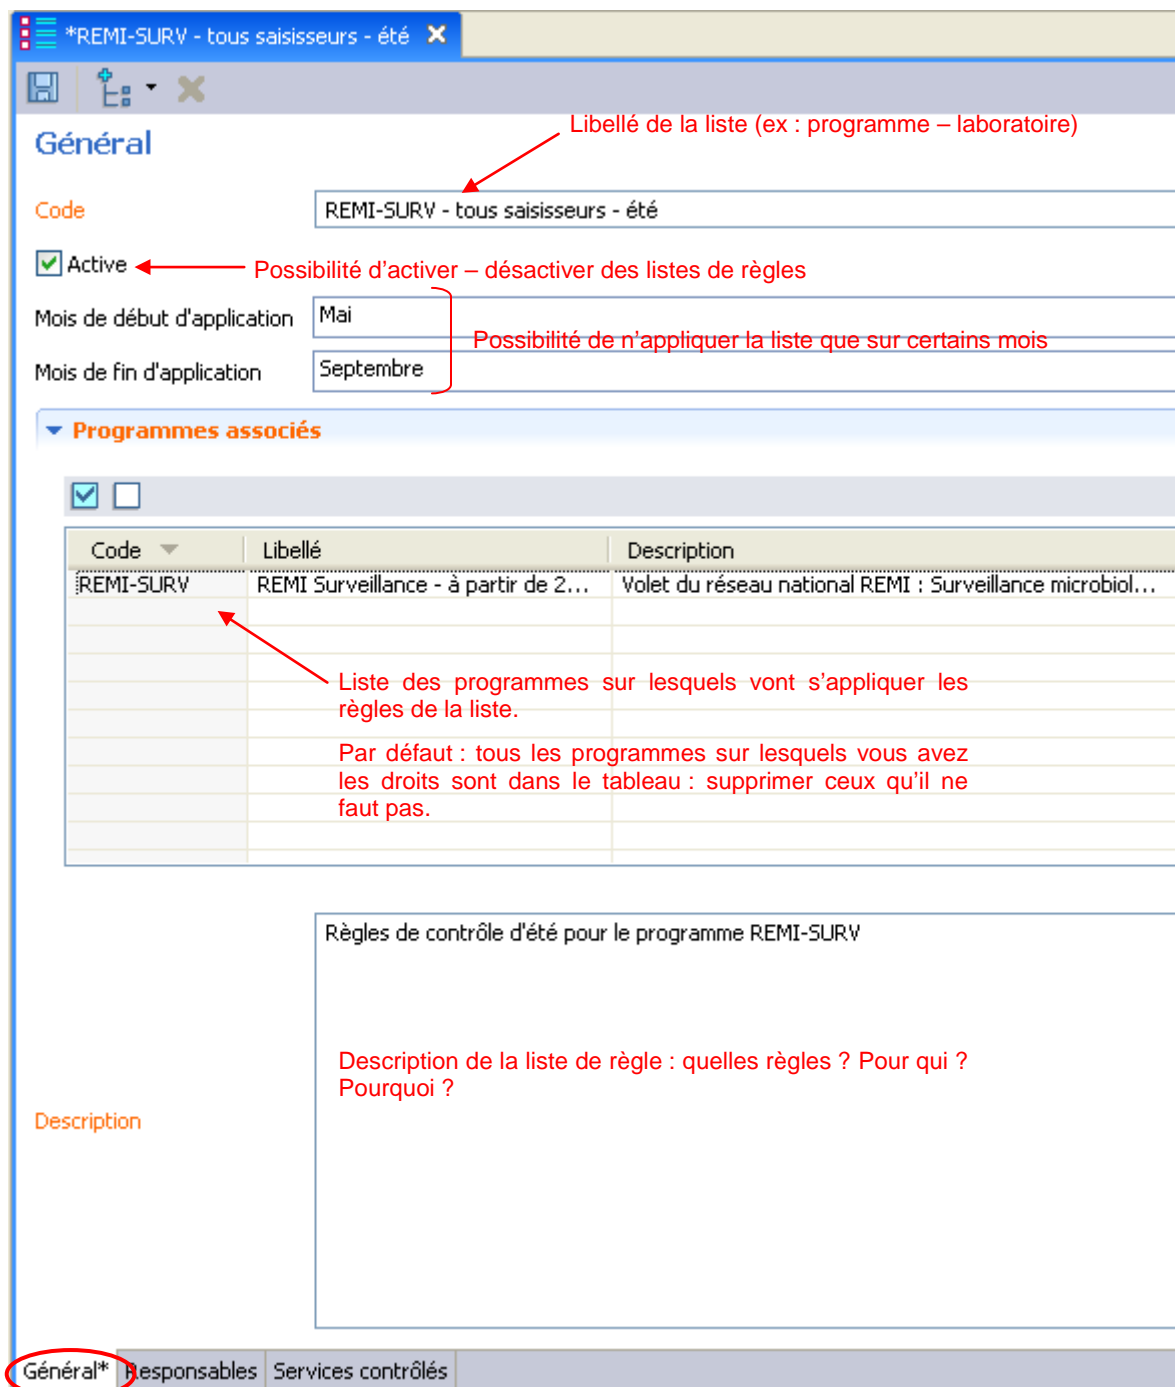 *REMI-SURV - tous saisisseurs - été
Libellé de la liste (ex : programme – laboratoire)
Général
Code
REMI-SURV - tous saisisseurs - été
Active
Possibilité d'activer – désactiver des listes de règles
Mois de début d'application
Mai
Possibilité de n'appliquer la liste que sur certains mois
Mois de fin d'application
Septembre
Programmes associés
Code
Libellé
Description
REMI-SURV
REMI Surveillance - à partir de 2...
Volet du réseau national REMI : Surveillance microbiol...
Liste des programmes sur lesquels vont s'appliquer les
règles de la liste.
Par défaut : tous les programmes sur lesquels vous avez
les droits sont dans le tableau : supprimer ceux qu'il ne
faut pas.
Règles de contrôle d'été pour le programme REMI-SURV
Description de la liste de règle : quelles règles ? Pour qui ?
Pourquoi ?
Description
Général*
Responsables
Services contrôlés